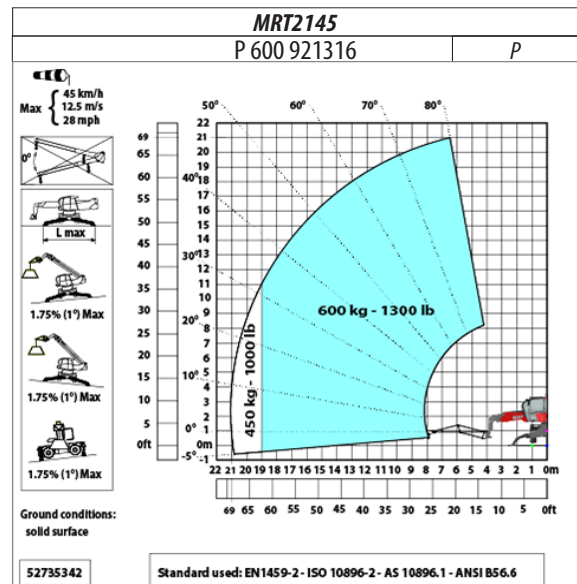 MRT2145
P 600 921316 P
Max
45 km/h
12.5 m/s
28 mph
0°
L max
1.75% (1°) Max
1.75% (1°) Max
1.75% (1°) Max
Ground conditions:
solid surface
50° 60° 70° 80°
40°
30°
20°
10°
0°
-5°
69
65
60
55
50
45
40
35
30
25
20
15
10
5
0ft
22
21
20
19
18
17
16
15
14
13
12
11
10
9
8
7
6
5
4
3
2
1
0m
-1
600 kg - 1300 lb
450 kg - 1000 lb
22 21 20 19 18 17 16 15 14 13 12 11 10 9 8 7 6 5 4 3 2 1 0m
69 65 60 55 50 45 40 35 30 25 20 15 10 5 0ft
52735342
Standard used: EN1459-2 - ISO 10896-2 - AS 10896.1 - ANSI B56.6